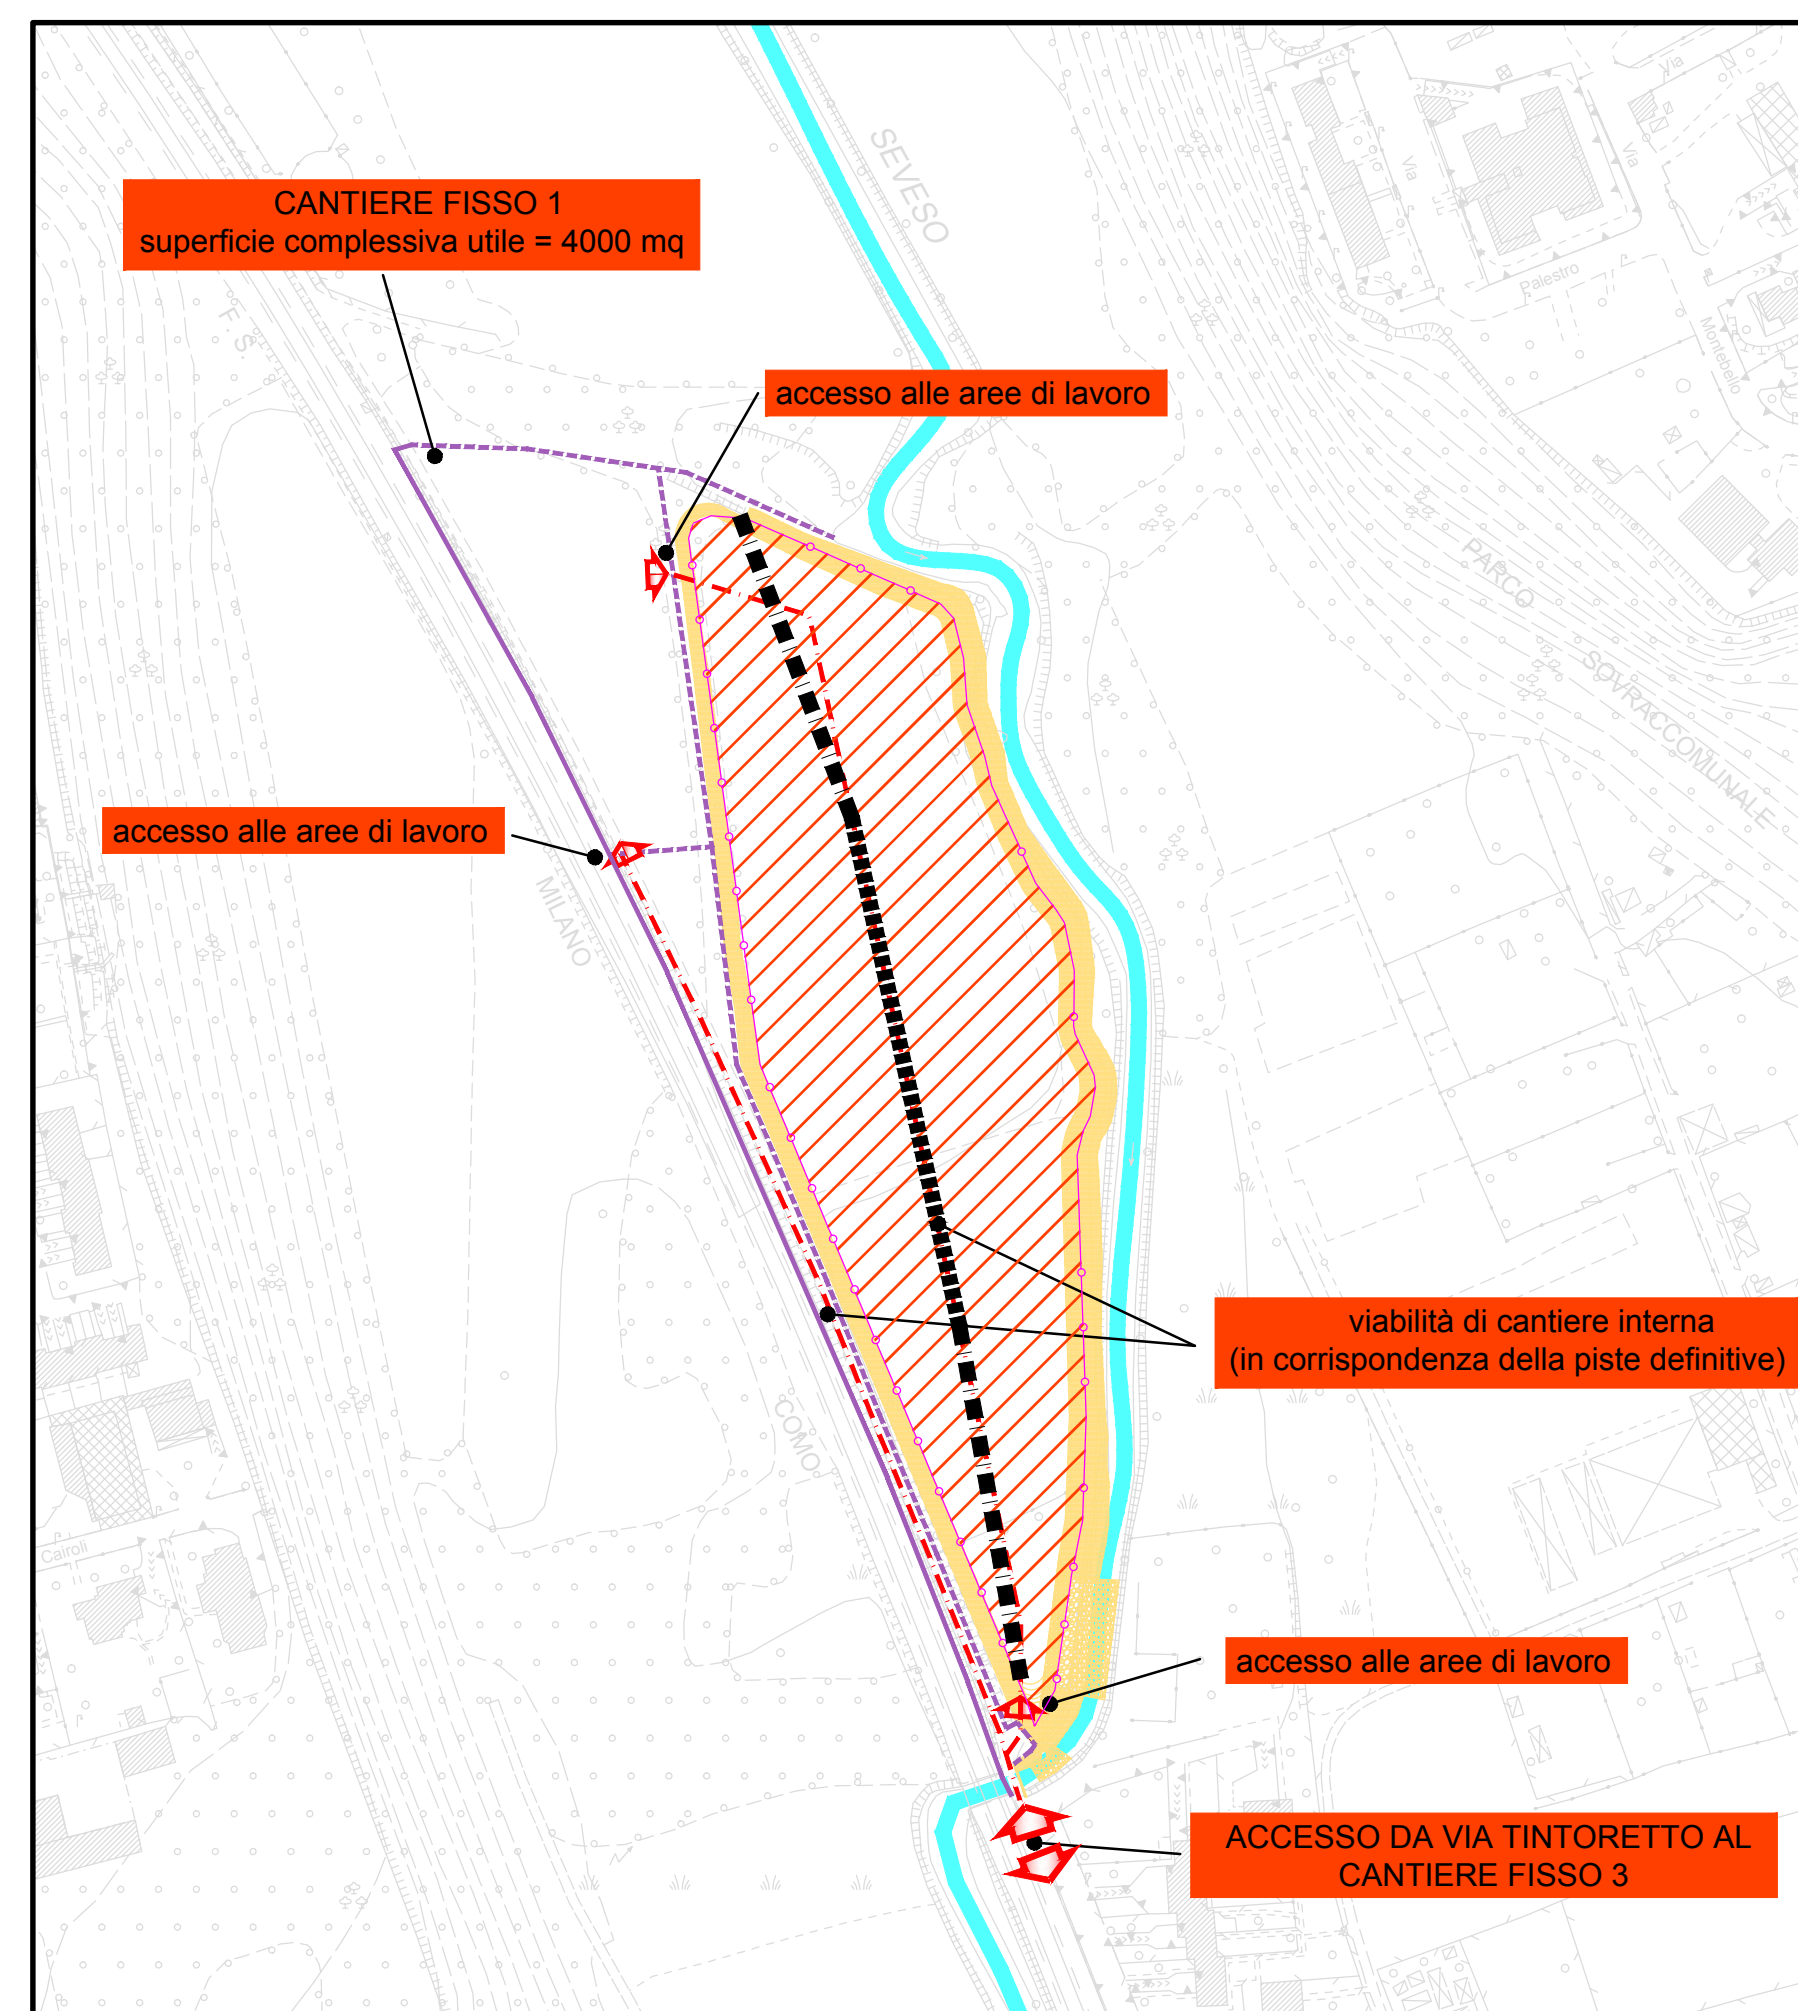 Via
SEVESO
Via
Via
CANTIERE FISSO 1
superficie complessiva utile = 4000 mq
Palestro
F. S.
Montebello
accesso alle aree di lavoro
PARCO
SOVRACCOMUNALE
accesso alle aree di lavoro
MILANO
viabilità di cantiere interna
(in corrispondenza della piste definitive)
COMO
Cairoli
accesso alle aree di lavoro
ACCESSO DA VIA TINTORETTO AL
CANTIERE FISSO 3